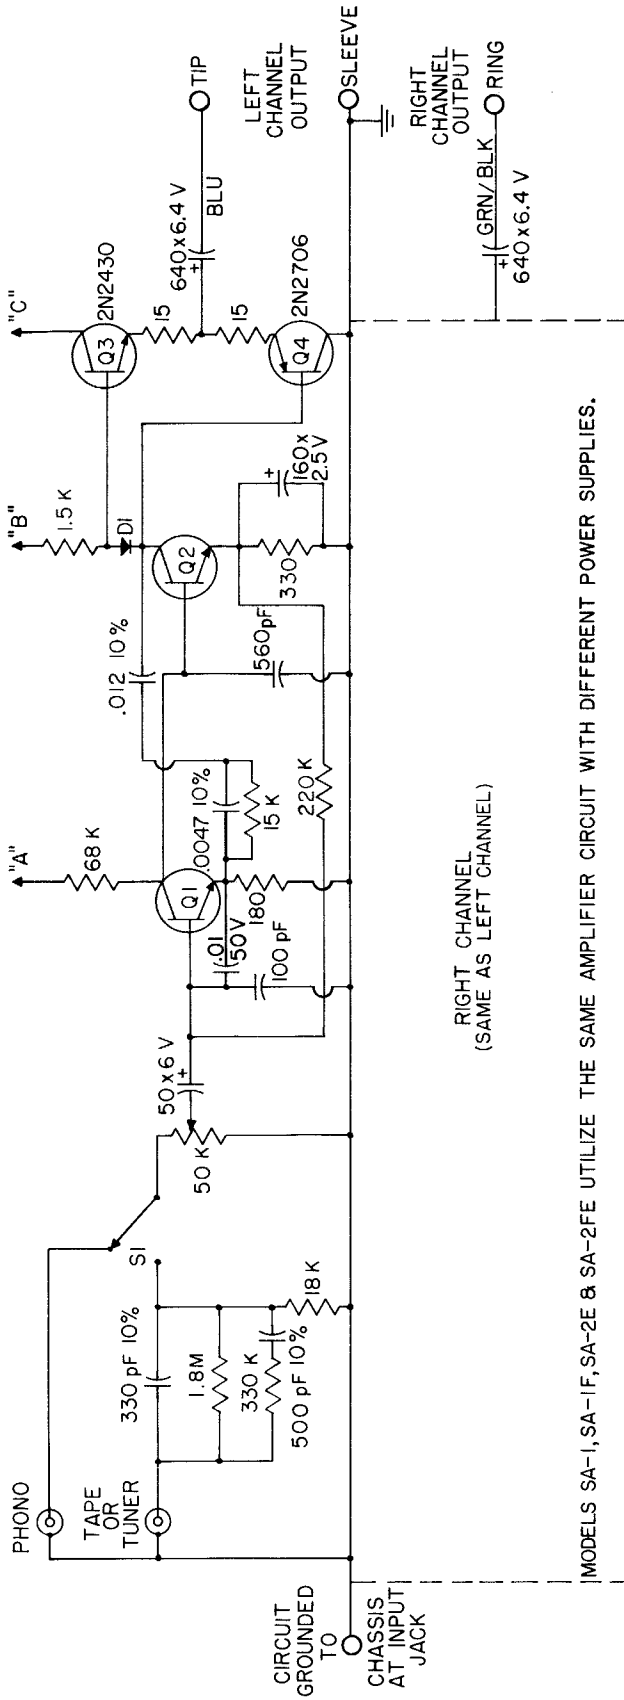 PHONO
TAPE
OR
TUNER
CIRCUIT
GROUNDED
TO
CHASSIS
AT INPUT
JACK
330 pF 10%
1.8M
330 K
500 pF 10%
18K
S1
50 K
50 x 6 V
+
.01
50V
100 pF
"A"
68 K
Q1
.0047 10%
180
15 K
220 K
.012 10%
560pF
"B"
1.5 K
D1
Q2
330
+
160x
2.5V
"C"
Q3
2N2430
15
15
Q4
2N2706
640x6.4 V
+
BLU
TIP
LEFT
CHANNEL
OUTPUT
SLEEVE
RIGHT
CHANNEL
OUTPUT
RING
GRN/BLK
+
640x6.4 V
RIGHT CHANNEL
(SAME AS LEFT CHANNEL)
MODELS SA-1, SA-1F, SA-2E & SA-2FE UTILIZE THE SAME AMPLIFIER CIRCUIT WITH DIFFERENT POWER SUPPLIES.